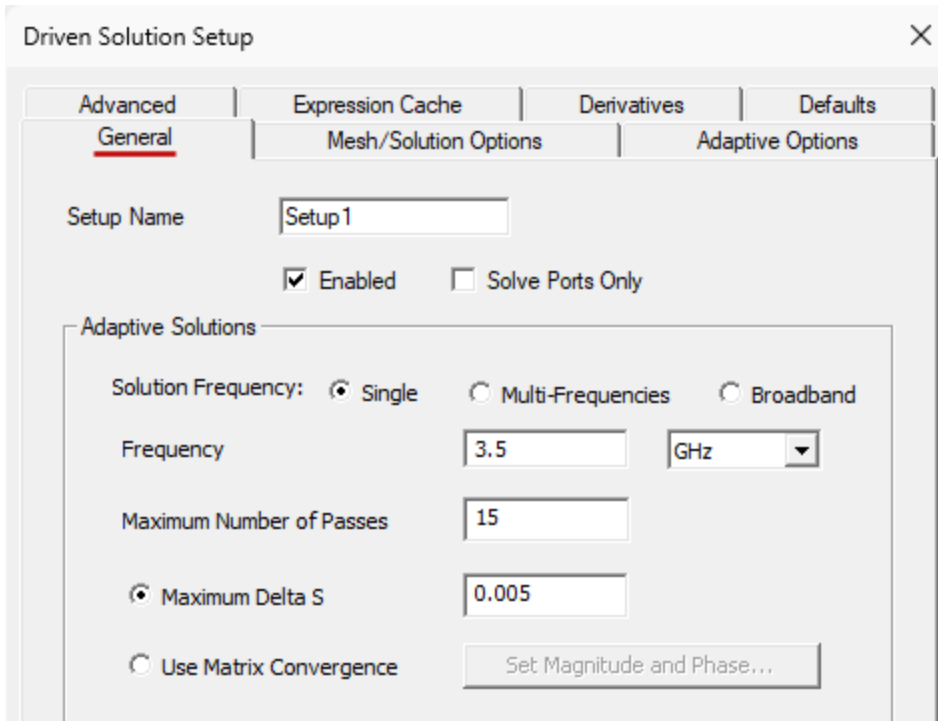 Driven Solution Setup
Advanced Expression Cache Derivatives Defaults
General Mesh/Solution Options Adaptive Options
Setup Name Setup1
Enabled Solve Ports Only
Adaptive Solutions
Solution Frequency: Single Multi-Frequencies Broadband
Frequency 3.5 GHz
Maximum Number of Passes 15
Maximum Delta S 0.005
Use Matrix Convergence Set Magnitude and Phase...